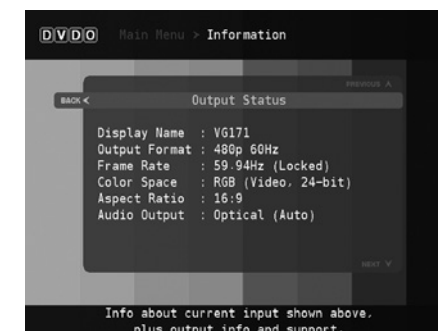 DVDO Main Menu > Information
PREVIOUS ∧
BACK < Output Status
Display Name : VG171
Output Format : 480p 60Hz
Frame Rate : 59.94Hz (Locked)
Color Space : RGB (Video, 24-bit)
Aspect Ratio : 16:9
Audio Output : Optical (Auto)
NEXT ∨
Info about current input shown above,
plus output info and support.